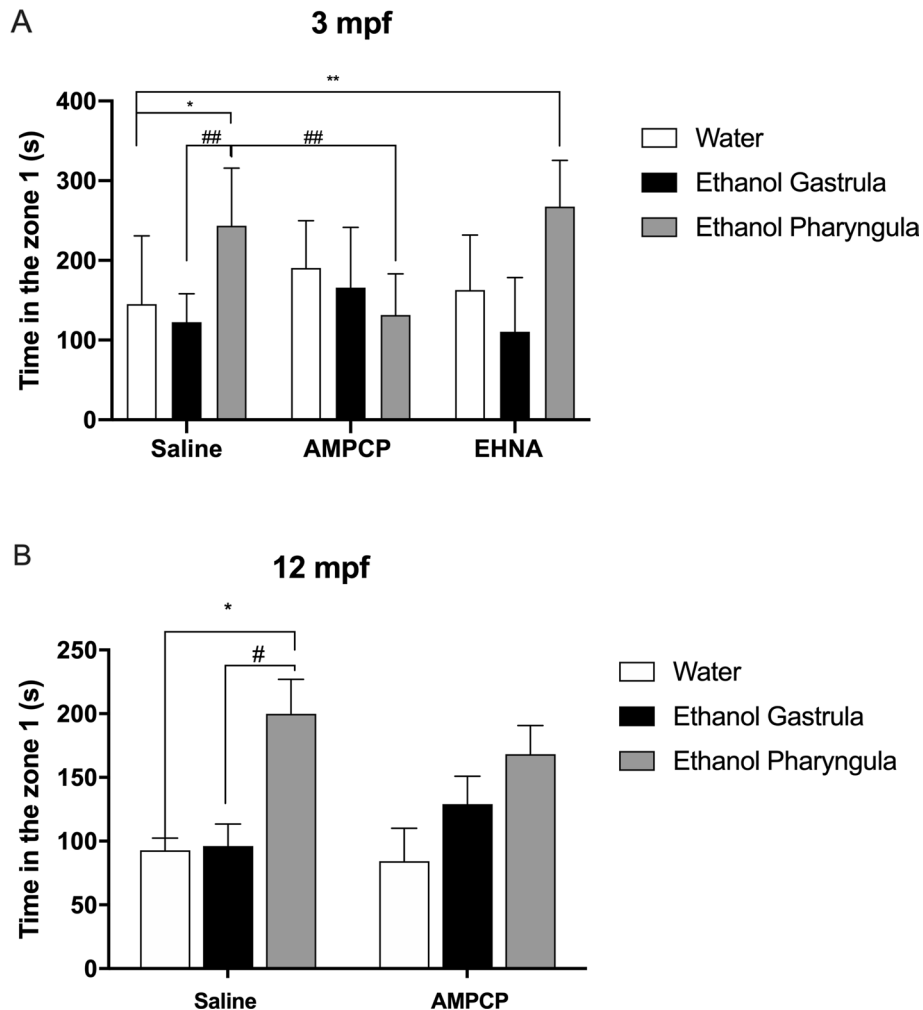 A
3 mpf
**
*
##
##
400
300
200
100
0
Time in the zone 1 (s)
Saline
AMPCP
EHNA
Water
Ethanol Gastrula
Ethanol Pharyngula
B
12 mpf
*
#
250
200
150
100
50
0
Time in the zone 1 (s)
Saline
AMPCP
Water
Ethanol Gastrula
Ethanol Pharyngula